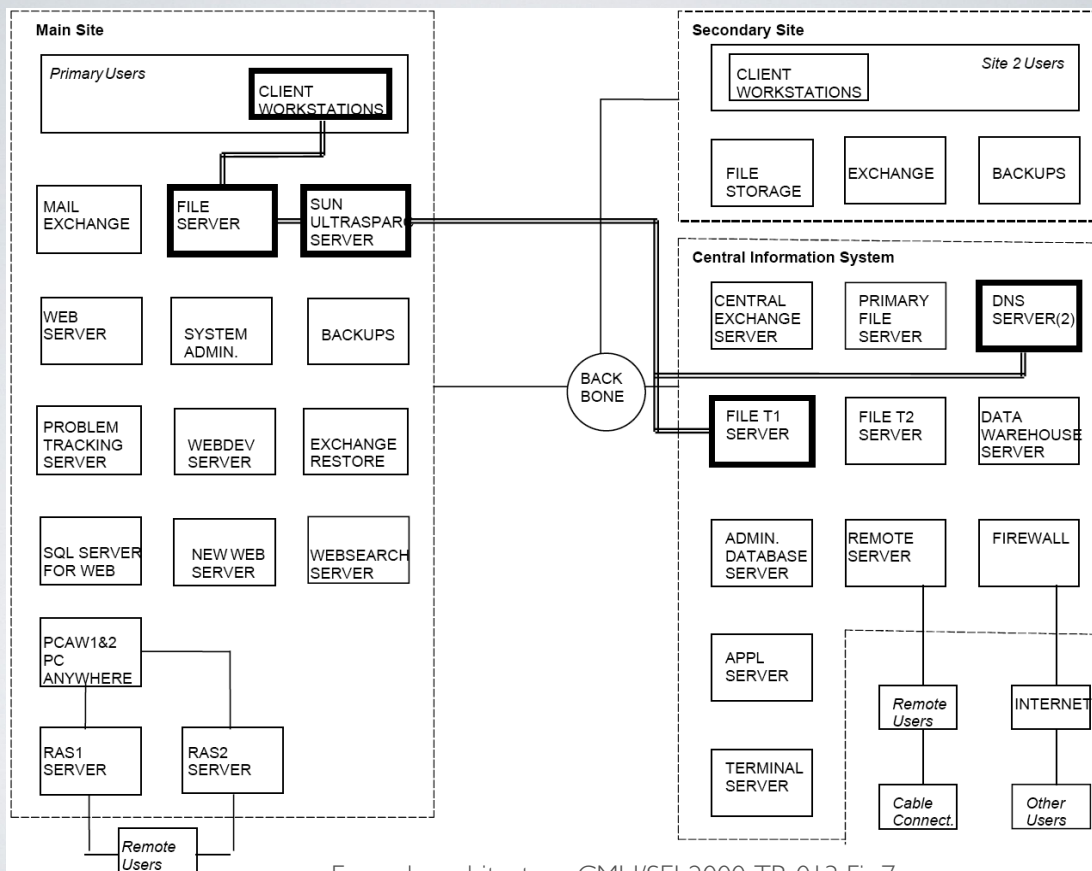 Main Site
Primary Users
CLIENT
WORKSTATIONS
MAIL
EXCHANGE
FILE
SERVER
SUN
ULTRASPARC
SERVER
WEB
SERVER
SYSTEM
ADMIN.
BACKUPS
PROBLEM
TRACKING
SERVER
WEBDEV
SERVER
EXCHANGE
RESTORE
SQL SERVER
FOR WEB
NEW WEB
SERVER
WEBSEARCH
SERVER
PCAW1&2
PC
ANYWHERE
RAS1
SERVER
RAS2
SERVER
Remote
Users
BACK
BONE
Secondary Site
Site 2 Users
CLIENT
WORKSTATIONS
FILE
STORAGE
EXCHANGE
BACKUPS
Central Information System
CENTRAL
EXCHANGE
SERVER
PRIMARY
FILE
SERVER
DNS
SERVER(2)
FILE T1
SERVER
FILE T2
SERVER
DATA
WAREHOUSE
SERVER
ADMIN.
DATABASE
SERVER
REMOTE
SERVER
FIREWALL
APPL
SERVER
Remote
Users
INTERNET
TERMINAL
SERVER
Cable
Connect.
Other
Users